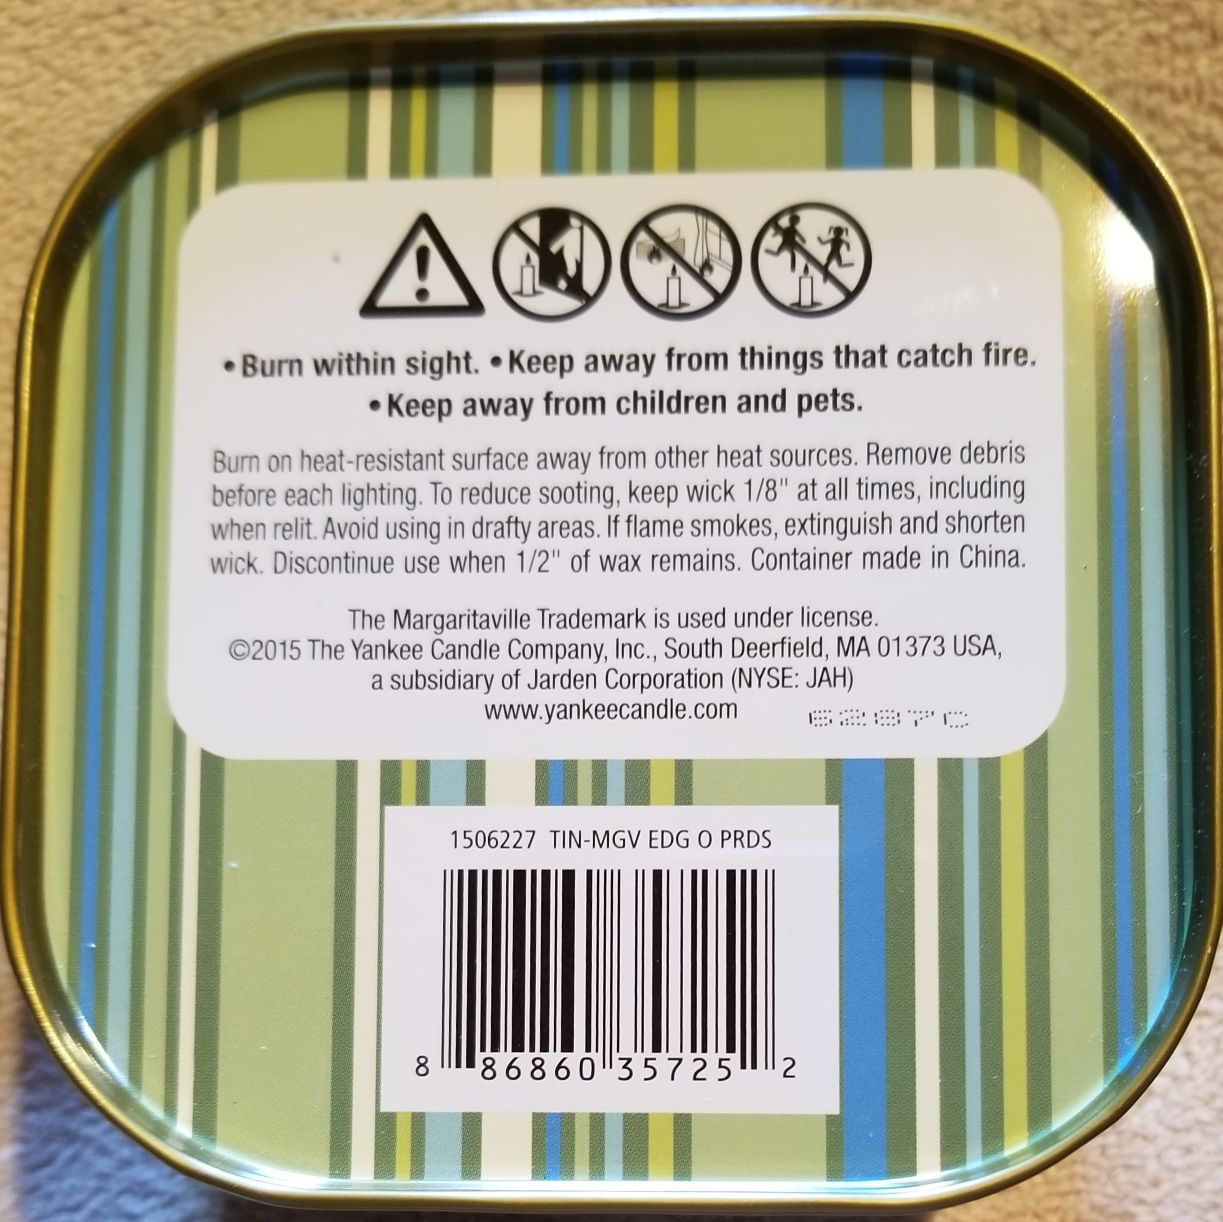 • Burn within sight. • Keep away from things that catch fire.
• Keep away from children and pets.
Burn on heat-resistant surface away from other heat sources. Remove debris
before each lighting. To reduce sooting, keep wick 1/8" at all times, including
when relit. Avoid using in drafty areas. If flame smokes, extinguish and shorten
wick. Discontinue use when 1/2" of wax remains. Container made in China.
The Margaritaville Trademark is used under license.
©2015 The Yankee Candle Company, Inc., South Deerfield, MA 01373 USA,
a subsidiary of Jarden Corporation (NYSE: JAH)
www.yankeecandle.com
1506227 TIN-MGV EDG O PRDS
8 86860 35725 2